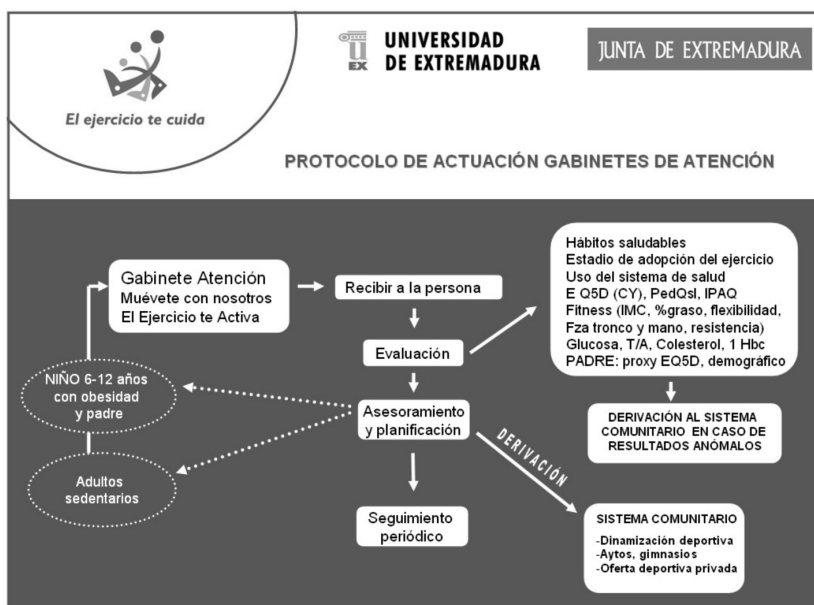 El ejercicio te cuida
UEX
UNIVERSIDAD
DE EXTREMADURA
JUNTA DE EXTREMADURA
PROTOCOLO DE ACTUACIÓN GABINETES DE ATENCIÓN
Gabinete Atención
Muévete con nosotros
El Ejercicio te Activa
Recibir a la persona
Hábitos saludables
Estadio de adopción del ejercicio
Uso del sistema de salud
E Q5D (CY), PedQsl, IPAQ
Fitness (IMC, %graso, flexibilidad,
Fza tronco y mano, resistencia)
Glucosa, T/A, Colesterol, 1 Hbc
PADRE: proxy EQ5D, demográfico
Evaluación
NIÑO 6-12 años
con obesidad
y padre
Asesoramiento
y planificación
DERIVACIÓN AL SISTEMA
COMUNITARIO EN CASO DE
RESULTADOS ANÓMALOS
DERIVACIÓN
Adultos
sedentarios
Seguimiento
periódico
SISTEMA COMUNITARIO
-Dinamización deportiva
-Aytos, gimnasios
-Oferta deportiva privada